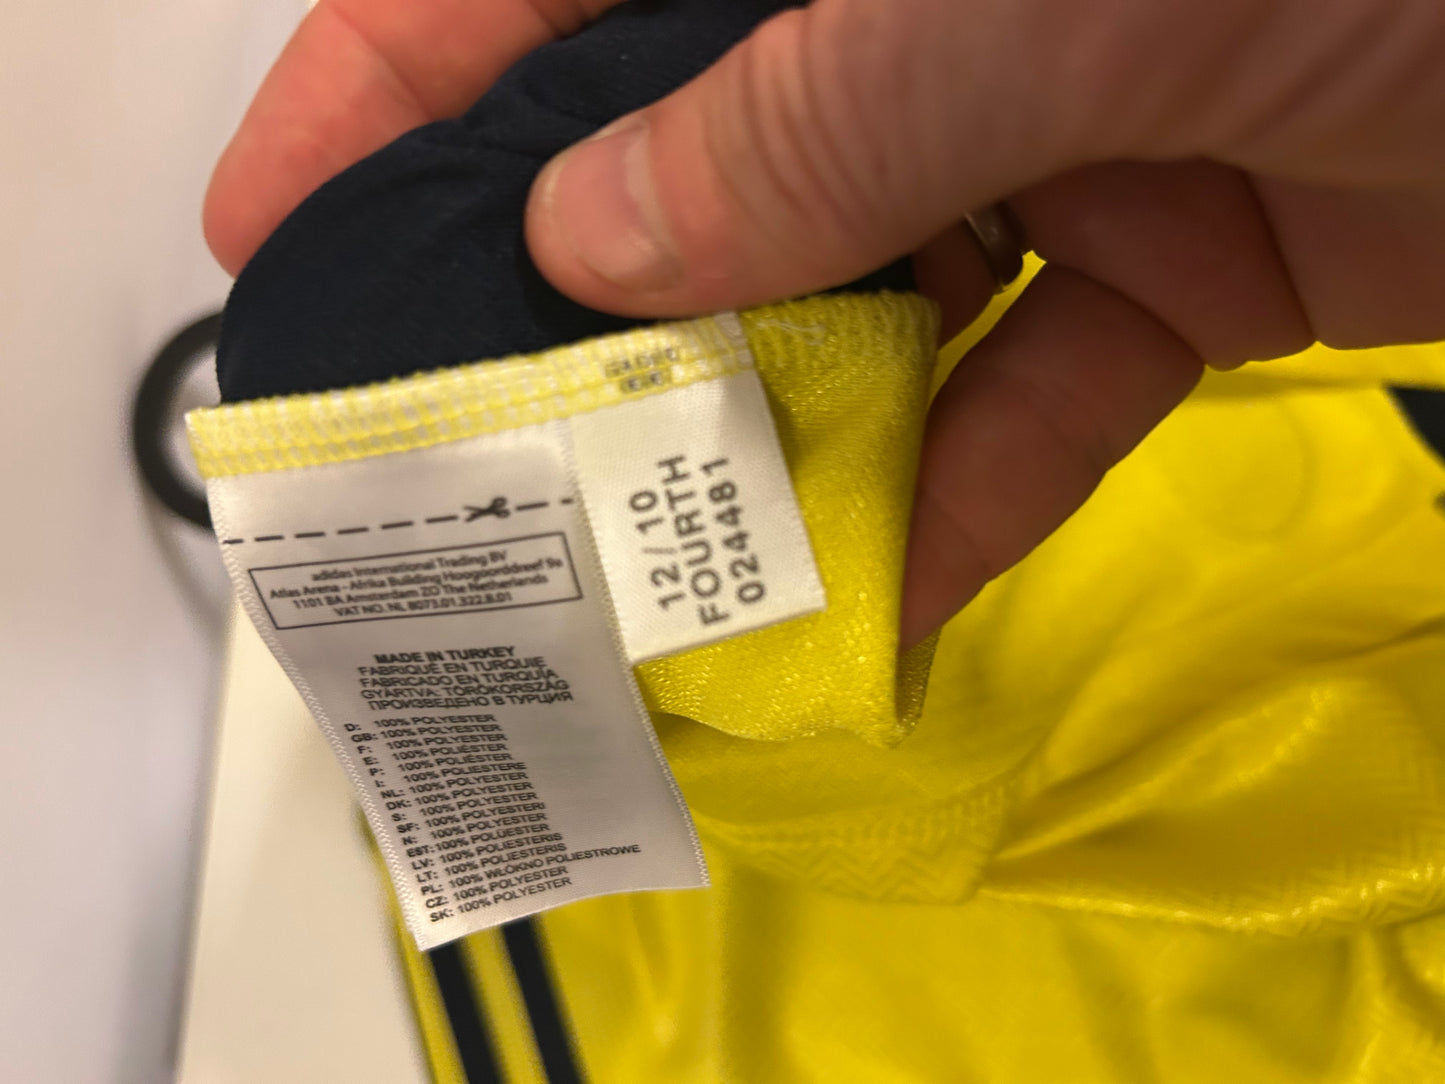 adidas International Trading BV
Atlas Arena - Afrika Building Hoogoorddreef 9a
1101 BA Amsterdam ZO The Netherlands
VAT NO. NL 8073.01.322.B.01
MADE IN TURKEY
FABRIQUÉ EN TURQUIE
FABRICADO EN TURQUÍA
GYÁRTVA: TÖRÖKORSZÁG
ПРОИЗВЕДЕНО В ТУРЦИЯ
D: 100% POLYESTER
GB: 100% POLYESTER
F: 100% POLYESTER
E: 100% POLIÉSTER
P: 100% POLIÉSTER
I: 100% POLIESTERE
NL: 100% POLYESTER
DK: 100% POLYESTER
S: 100% POLYESTER
SF: 100% POLYESTERI
N: 100% POLYESTER
EST: 100% POLÜESTER
LV: 100% POLIESTERIS
LT: 100% POLIESTERIS
PL: 100% WŁÓKNO POLIESTROWE
CZ: 100% POLYESTER
SK: 100% POLYESTER
12/10
FOURTH
024481